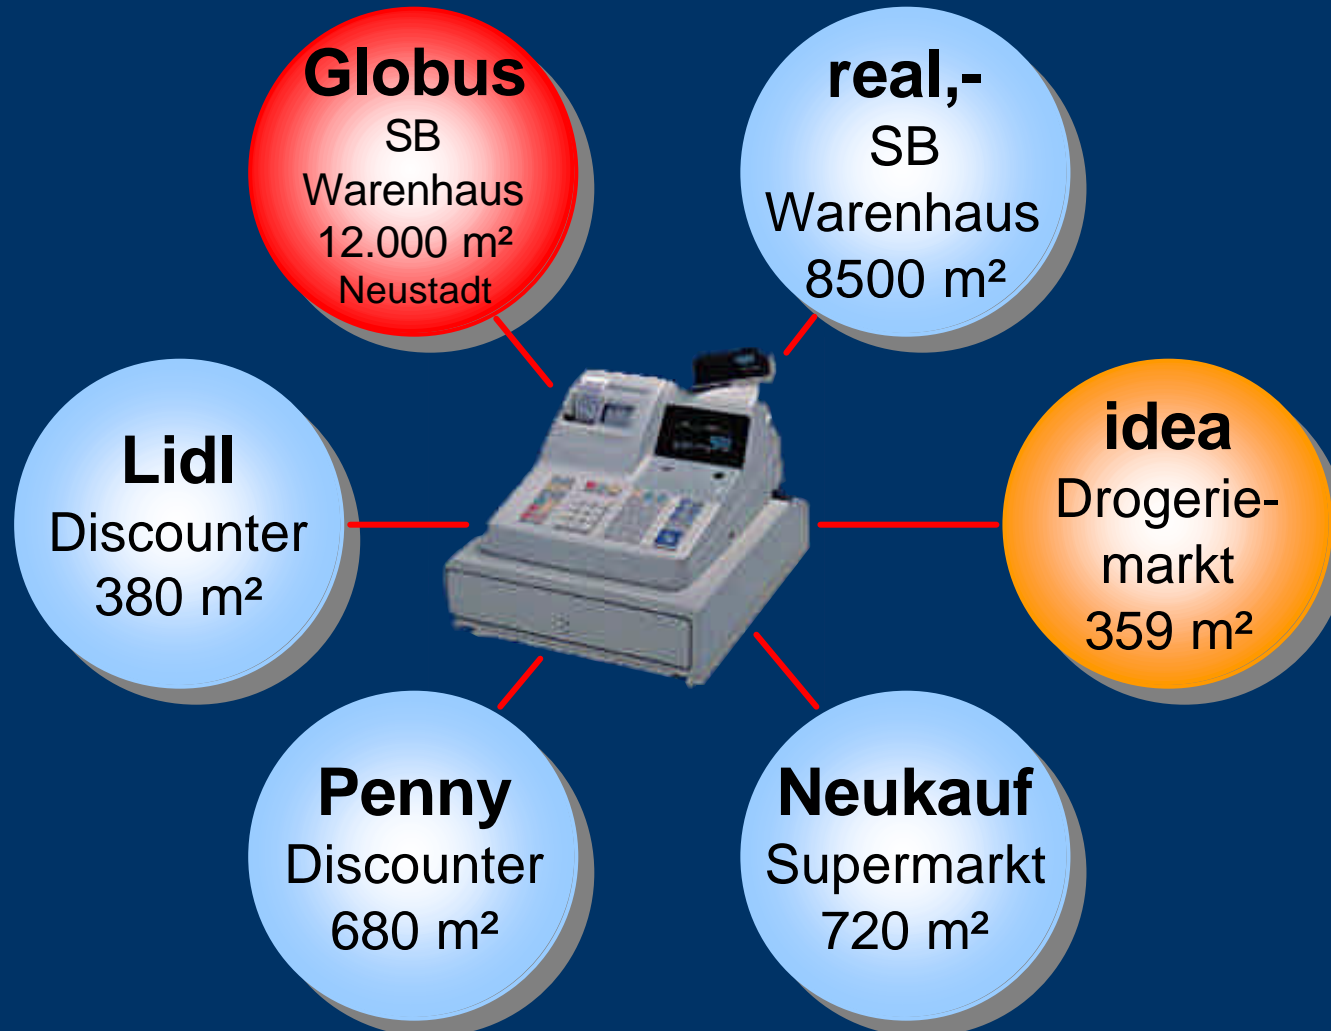 Globus
SB
Warenhaus
12.000 m²
Neustadt
real,-
SB
Warenhaus
8500 m²
Lidl
Discounter
380 m²
idea
Drogerie-
markt
359 m²
Penny
Discounter
680 m²
Neukauf
Supermarkt
720 m²